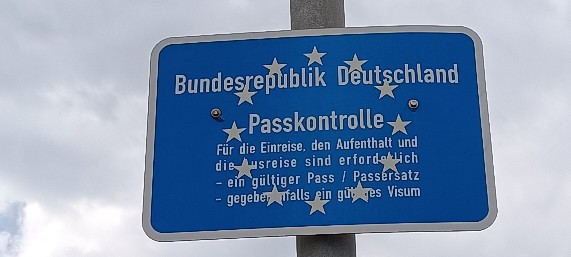 Bundesrepublik Deutschland
Passkontrolle
Für die Einreise, den Aufenthalt und
die Ausreise sind erforderlich
- ein gültiger Pass / Passersatz
- gegebenenfalls ein gültiges Visum